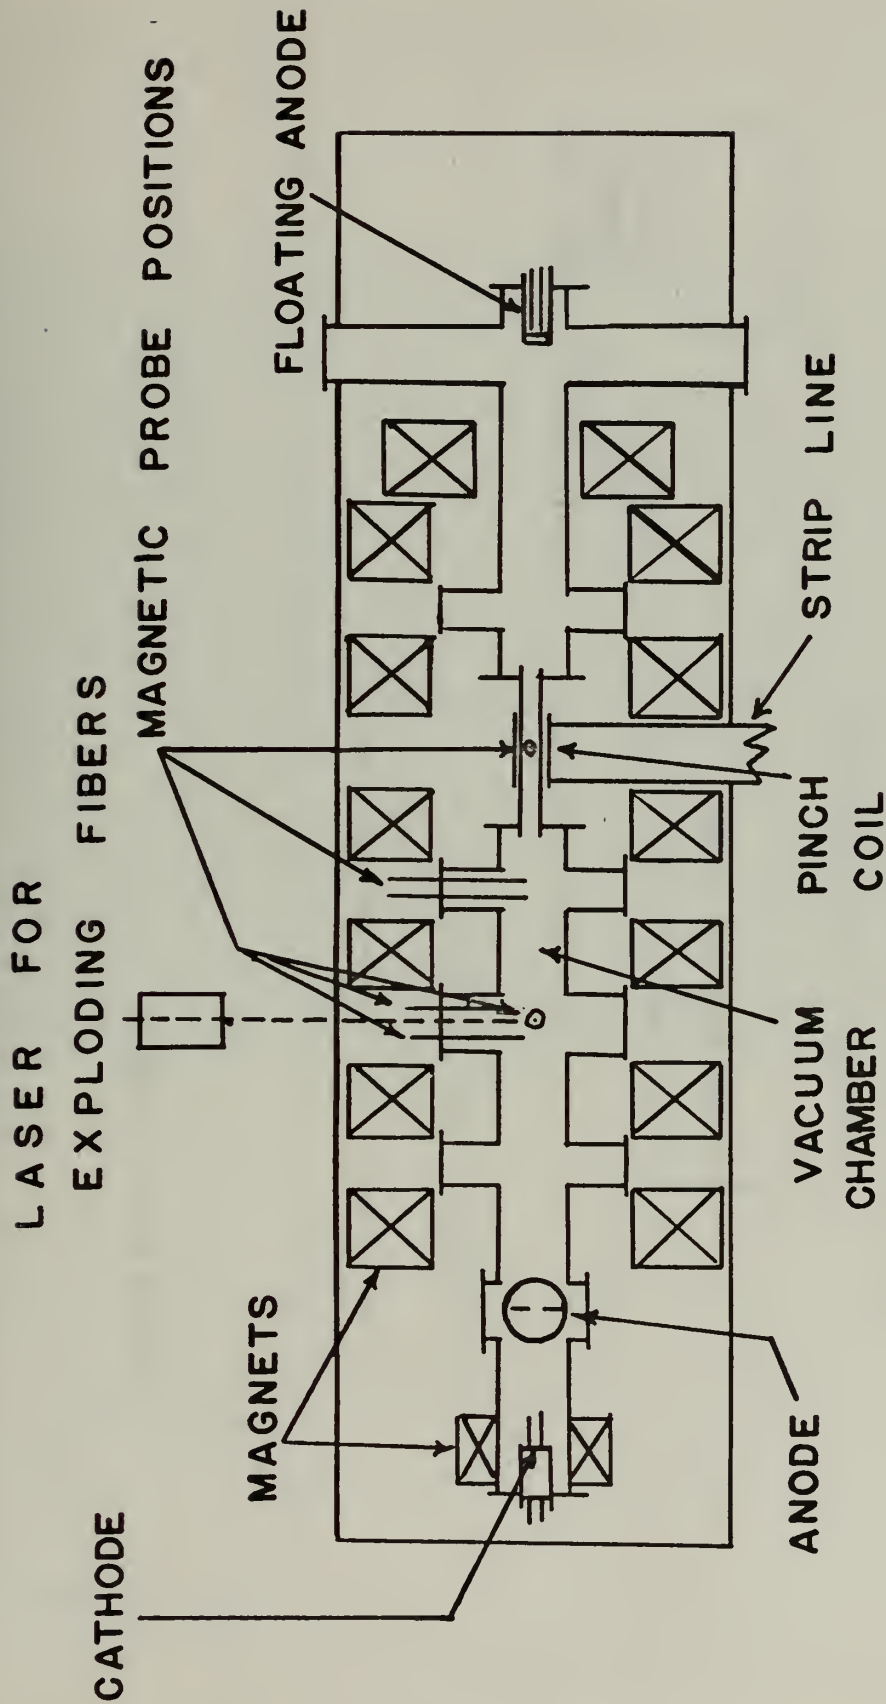 LASER FOR
EXPLODING FIBERS
MAGNETIC PROBE POSITIONS
FLOATING ANODE
MAGNETS
CATHODE
ANODE
VACUUM
CHAMBER
PINCH
COIL
STRIP LINE